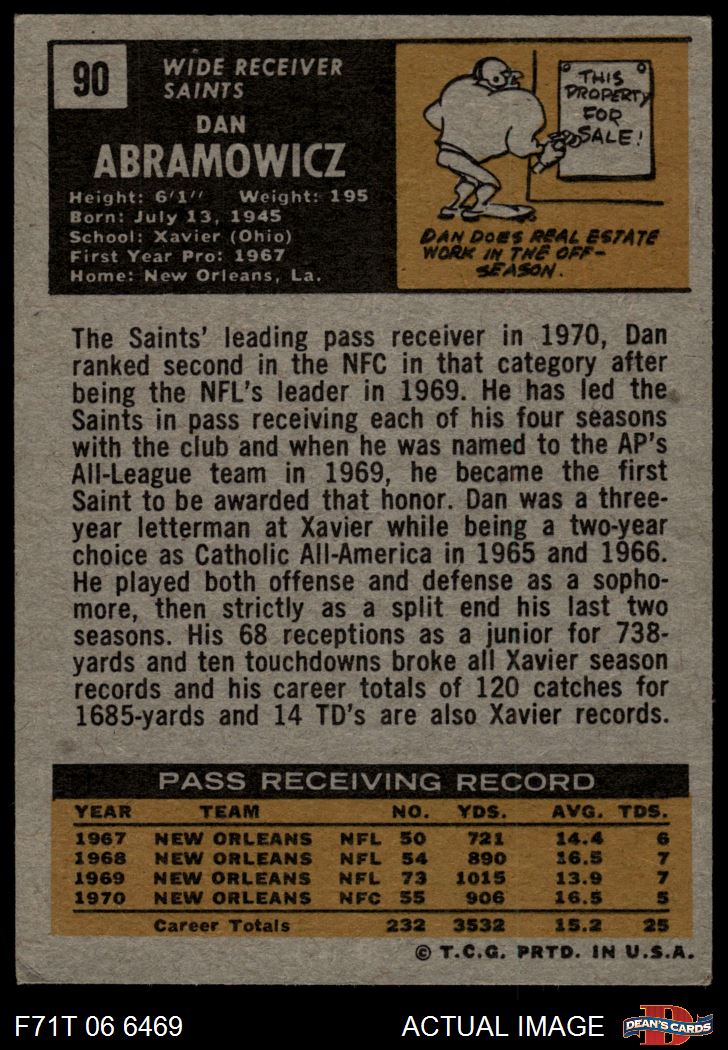 90
WIDE RECEIVER
SAINTS
DAN
ABRAMOWICZ
Height: 6'1" Weight: 195
Born: July 13, 1945
School: Xavier (Ohio)
First Year Pro: 1967
Home: New Orleans, La.
THIS
PROPERTY
FOR
SALE!
DAN DOES REAL ESTATE
WORK IN THE OFF-
SEASON.
The Saints' leading pass receiver in 1970, Dan
ranked second in the NFC in that category after
being the NFL's leader in 1969. He has led the
Saints in pass receiving each of his four seasons
with the club and when he was named to the AP's
All-League team in 1969, he became the first
Saint to be awarded that honor. Dan was a three-
year letterman at Xavier while being a two-year
choice as Catholic All-America in 1965 and 1966.
He played both offense and defense as a sopho-
more, then strictly as a split end his last two
seasons. His 68 receptions as a junior for 738-
yards and ten touchdowns broke all Xavier season
records and his career totals of 120 catches for
1685-yards and 14 TD's are also Xavier records.
PASS RECEIVING RECORD
YEAR TEAM NO. YDS. AVG. TDS.
1967 NEW ORLEANS NFL 50 721 14.4 6
1968 NEW ORLEANS NFL 54 890 16.5 7
1969 NEW ORLEANS NFL 73 1015 13.9 7
1970 NEW ORLEANS NFC 55 906 16.5 5
Career Totals 232 3532 15.2 25
© T.C.G. PRTD. IN U.S.A.
F71T 06 6469 ACTUAL IMAGE
D
DEAN'S CARDS